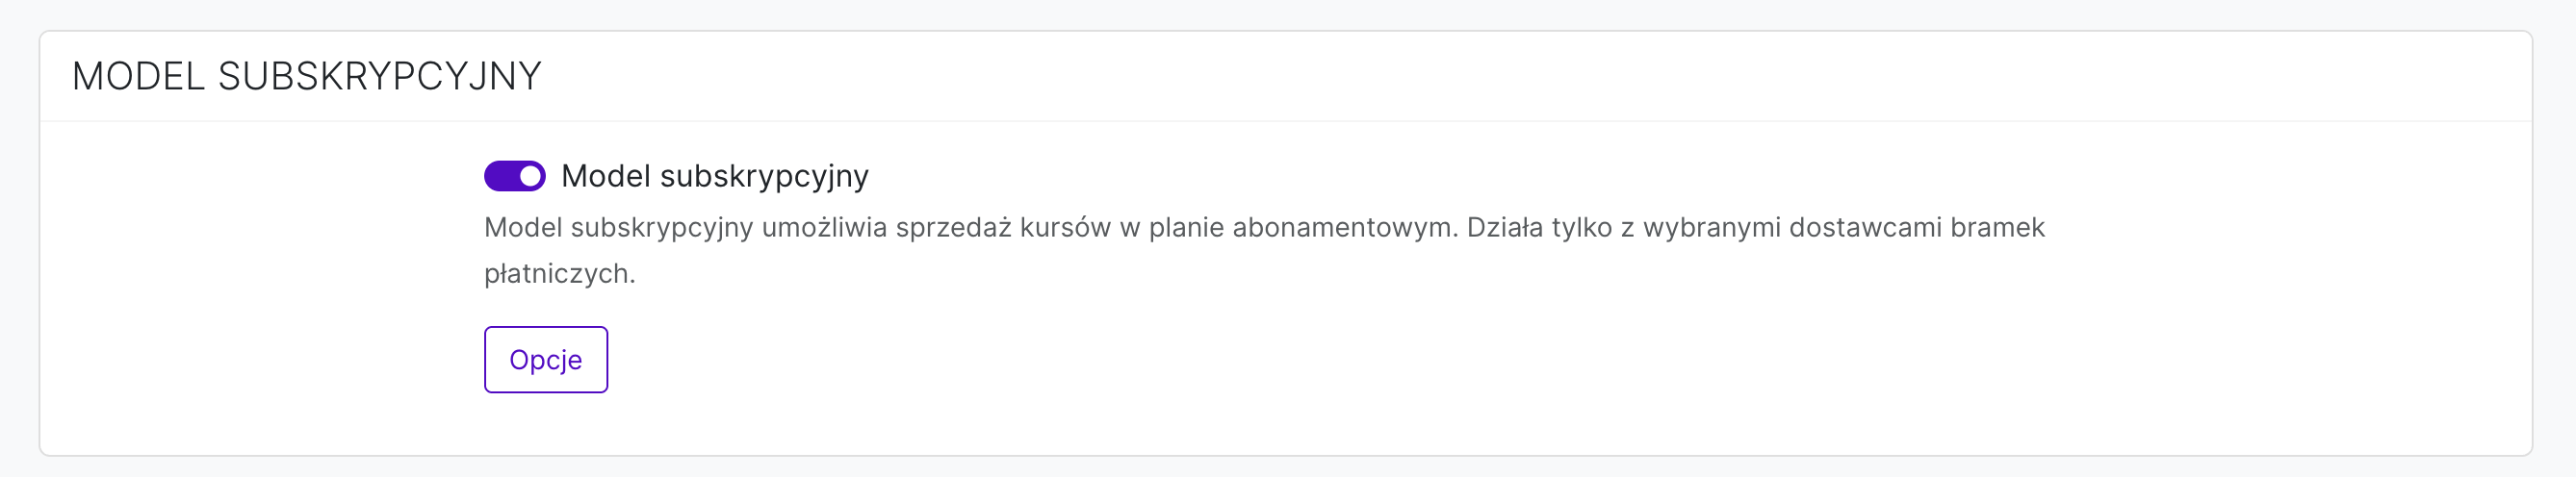 MODEL SUBSKRYPCYJNY
Model subskrypcyjny
Model subskrypcyjny umożliwia sprzedaż kursów w planie abonamentowym. Działa tylko z wybranymi dostawcami bramek
płatniczych.
Opcje